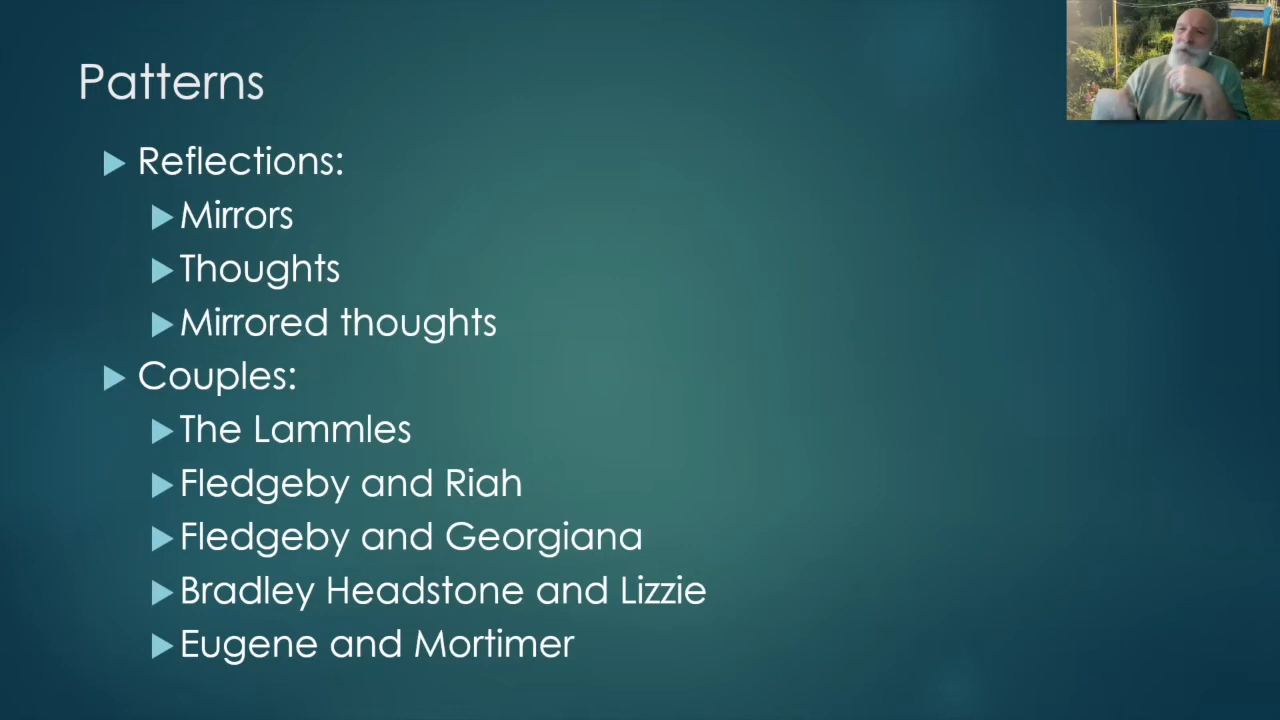 Patterns
Reflections:
Mirrors
Thoughts
Mirrored thoughts
Couples:
The Lammles
Fledgeby and Riah
Fledgeby and Georgiana
Bradley Headstone and Lizzie
Eugene and Mortimer